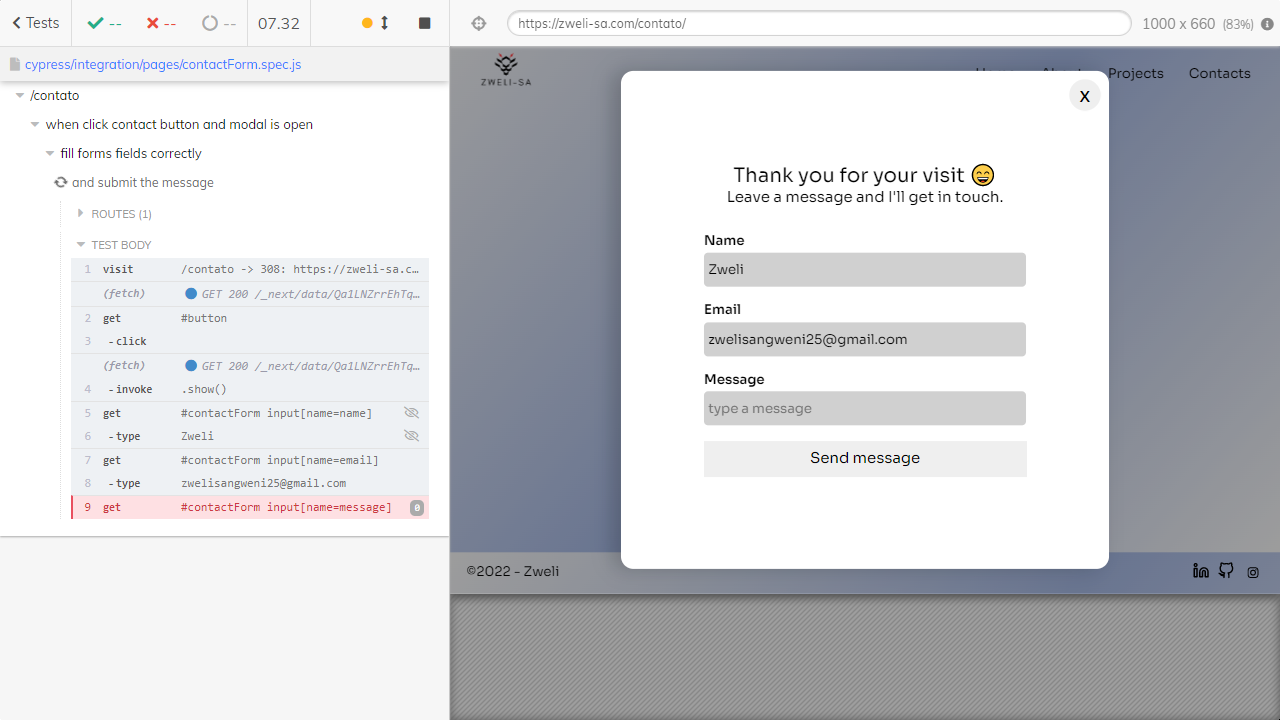 Tests -- -- -- 07.32
cypress/integration/pages/contactForm.spec.js
/contato
when click contact button and modal is open
fill forms fields correctly
and submit the message
ROUTES (1)
TEST BODY
1 visit /contato -> 308: https://zweli-sa.c…
(fetch) GET 200 /_next/data/Qa1LNZrrEhTq…
2 get #button
3 -click
(fetch) GET 200 /_next/data/Qa1LNZrrEhTq…
4 -invoke .show()
5 get #contactForm input[name=name]
6 -type Zweli
7 get #contactForm input[name=email]
8 -type zwelisangweni25@gmail.com
9 get #contactForm input[name=message] 0
https://zweli-sa.com/contato/ 1000 x 660 (83%)
ZWELI-SA
Projects Contacts
X
Thank you for your visit 😄
Leave a message and I'll get in touch.
Name
Zweli
Email
zwelisangweni25@gmail.com
Message
type a message
Send message
©2022 - Zweli